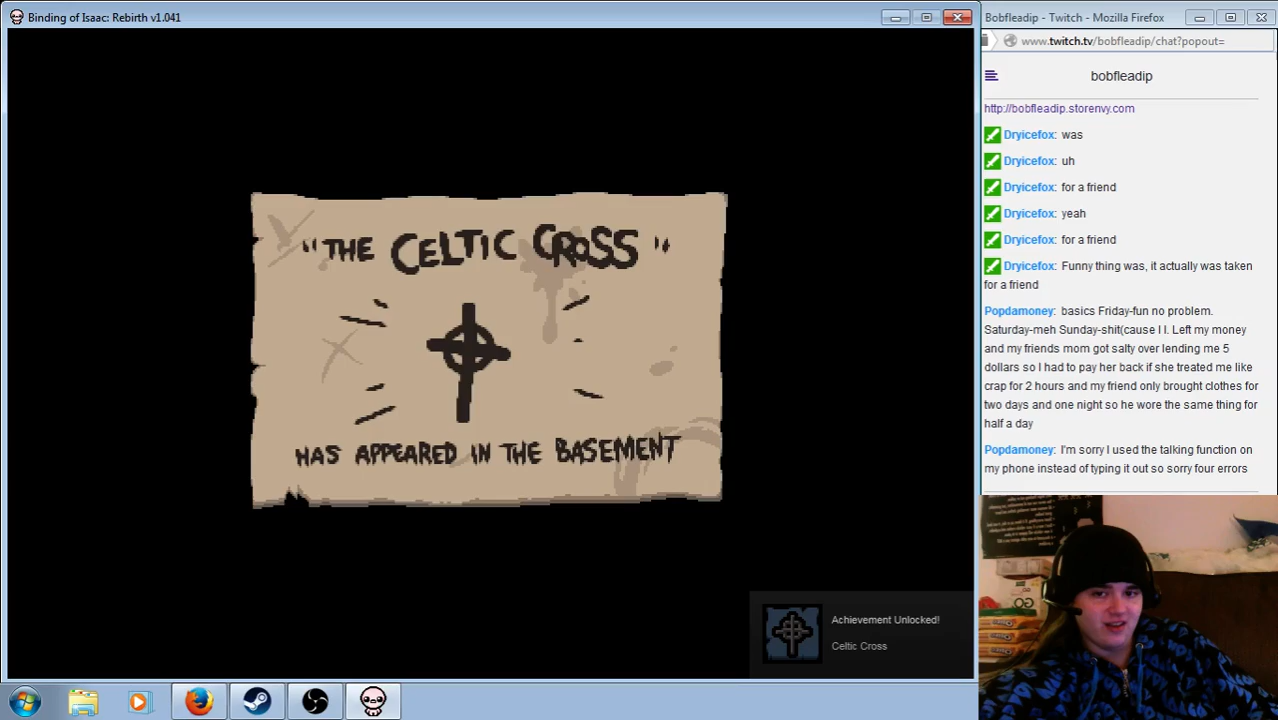 Binding of Isaac: Rebirth v1.041
"THE CELTIC CROSS"
HAS APPEARED IN THE BASEMENT
Achievement Unlocked!
Celtic Cross
Bobfleadip - Twitch - Mozilla Firefox
www.twitch.tv/bobfleadip/chat?popout=
bobfleadip
http://bobfleadip.storenvy.com
Dryicefox: was
Dryicefox: uh
Dryicefox: for a friend
Dryicefox: yeah
Dryicefox: for a friend
Dryicefox: Funny thing was, it actually was taken
for a friend
Popdamoney: basics Friday-fun no problem.
Saturday-meh Sunday-shit(cause I I. Left my money
and my friends mom got salty over lending me 5
dollars so I had to pay her back if she treated me like
crap for 2 hours and my friend only brought clothes for
two days and one night so he wore the same thing for
half a day
Popdamoney: I'm sorry I used the talking function on
my phone instead of typing it out so sorry four errors